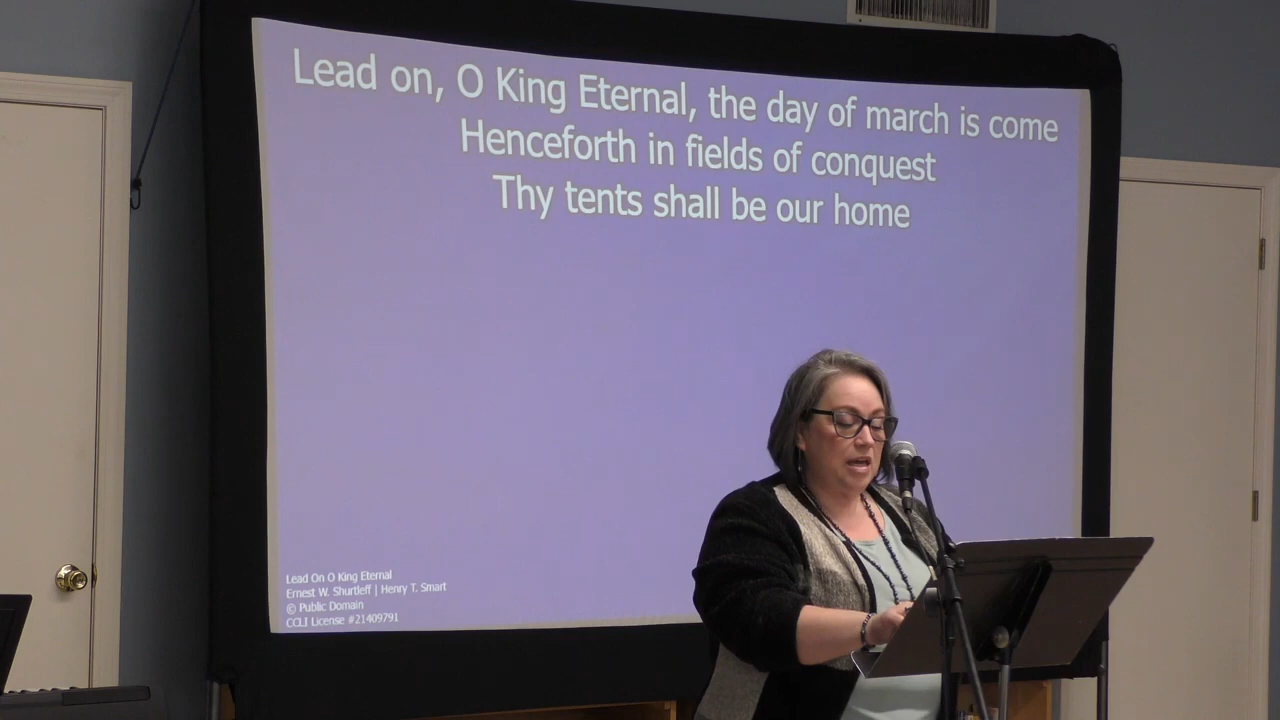 Lead on, O King Eternal, the day of march is come
Henceforth in fields of conquest
Thy tents shall be our home
Lead On O King Eternal
Ernest W. Shurtleff | Henry T. Smart
© Public Domain
CCLI License #21409791